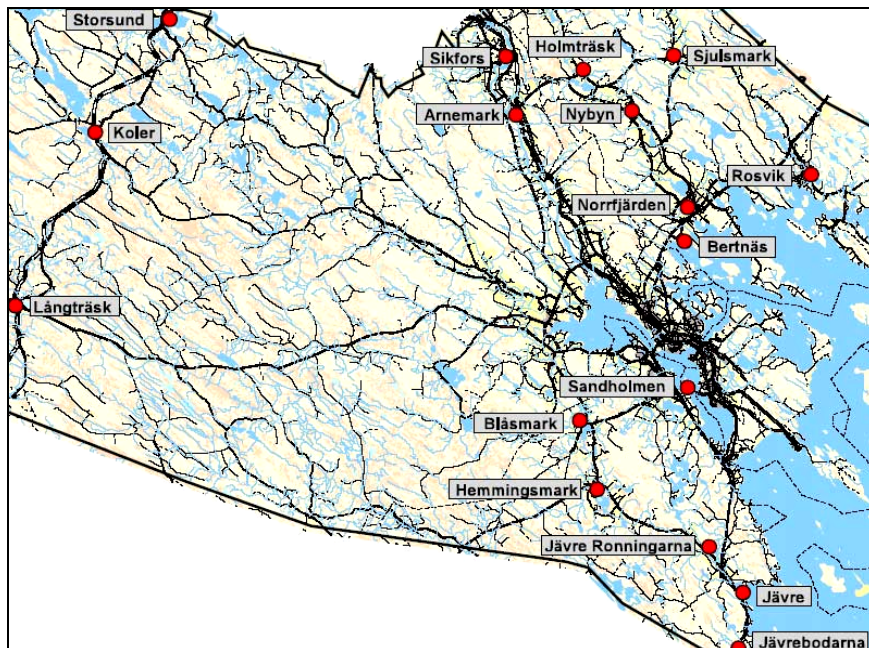 Storsund
Holmträsk
Sikfors
Sjulsmark
Arnemark
Nybyn
Koler
Rosvik
Norrfjärden
Bertnäs
Långträsk
Sandholmen
Blåsmark
Hemmingsmark
Jävre Ronningarna
Jävre
Jävrebodarna